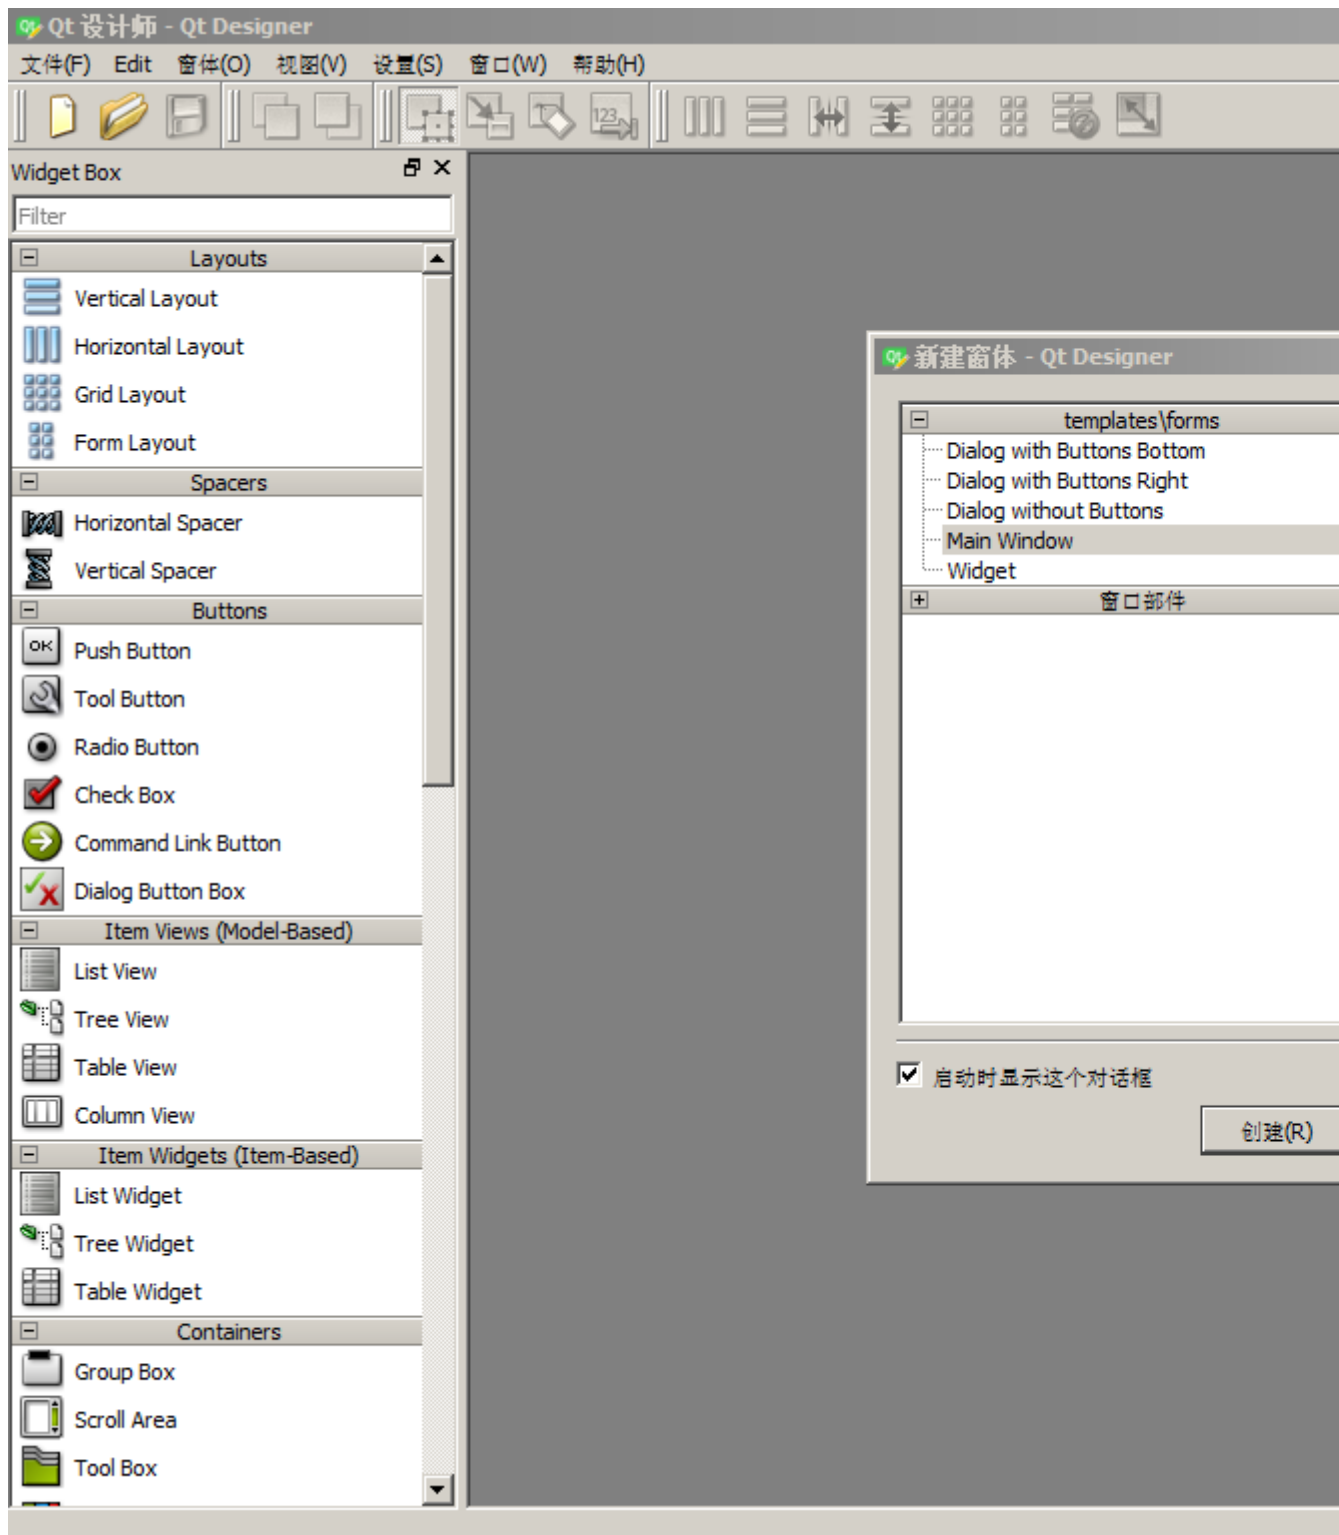 Qt 设计师 - Qt Designer
文件(F) Edit 窗体(O) 视图(V) 设置(S) 窗口(W) 帮助(H)
123
Widget Box
Filter
Layouts
Vertical Layout
Horizontal Layout
Grid Layout
Form Layout
Spacers
Horizontal Spacer
Vertical Spacer
Buttons
OK Push Button
Tool Button
Radio Button
Check Box
Command Link Button
Dialog Button Box
Item Views (Model-Based)
List View
Tree View
Table View
Column View
Item Widgets (Item-Based)
List Widget
Tree Widget
Table Widget
Containers
Group Box
Scroll Area
Tool Box
Qt 新建窗体 - Qt Designer
templates\forms
Dialog with Buttons Bottom
Dialog with Buttons Right
Dialog without Buttons
Main Window
Widget
窗口部件
启动时显示这个对话框
创建(R)